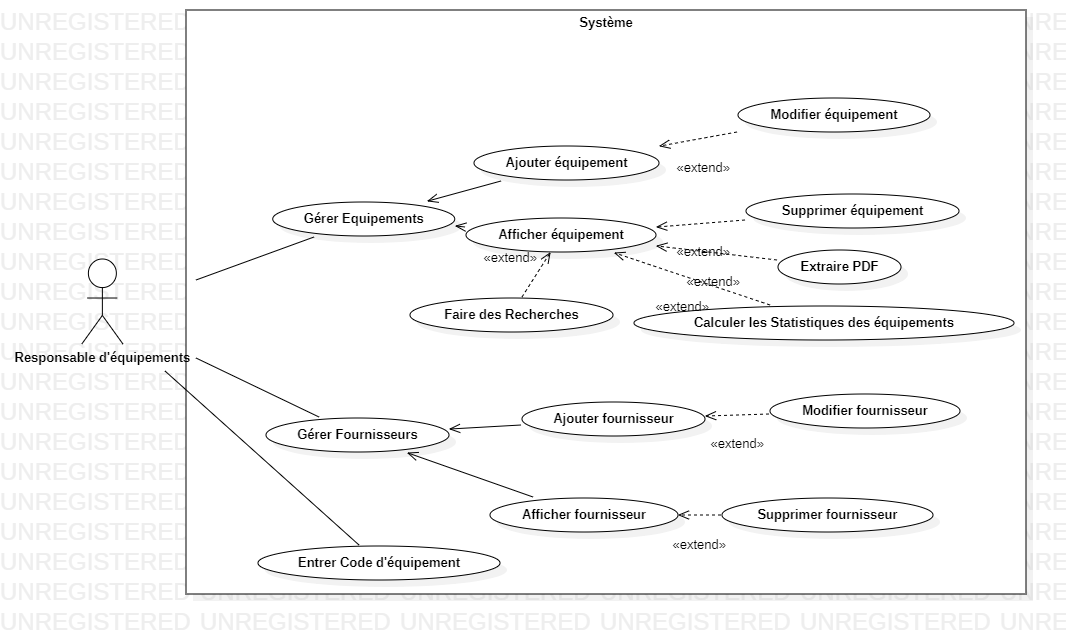 Système
Modifier équipement
Ajouter équipement
«extend»
Supprimer équipement
Gérer Equipements
Afficher équipement
«extend»
«extend»
Extraire PDF
«extend»
«extend»
Faire des Recherches
Calculer les Statistiques des équipements
Responsable d'équipements
Ajouter fournisseur
Modifier fournisseur
Gérer Fournisseurs
«extend»
Afficher fournisseur
Supprimer fournisseur
«extend»
Entrer Code d'équipement
UNREGISTERED UNREGISTERED UNREGISTERED UNREGISTERED UNREGISTERED UNRE